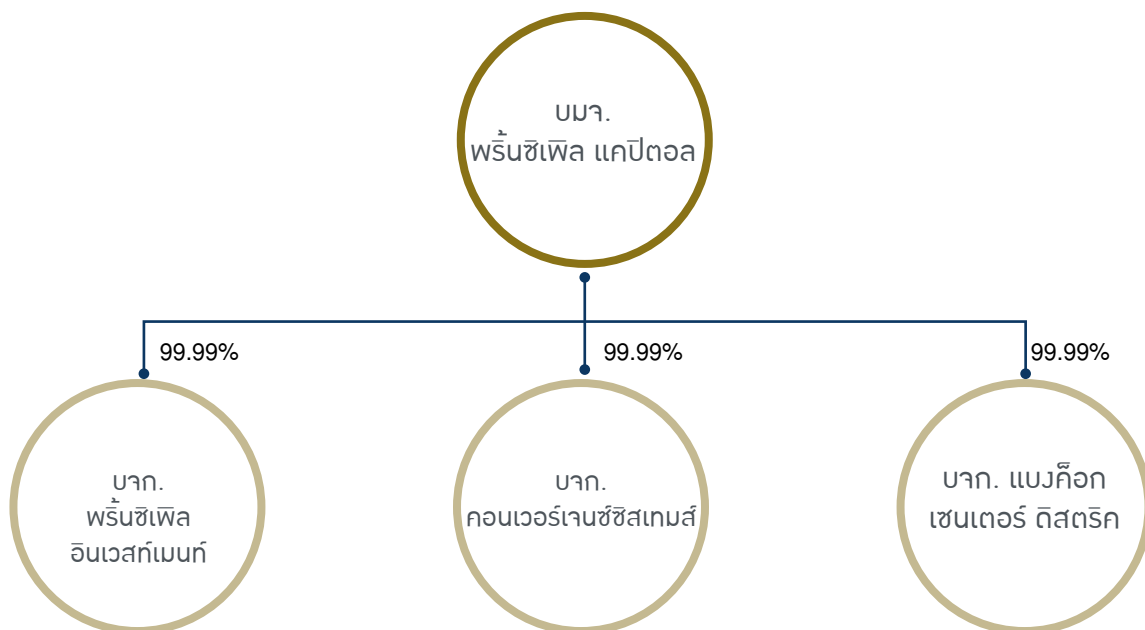 บมจ.
พริ้นซิเพิล แคปิตอล
99.99%
99.99%
99.99%
บจก.
พริ้นซิเพิล
อินเวสท์เมนท์
บจก.
คอนเวอร์เจนซ์ซิสเทมส์
บจก. แบงค็อก
เซนเตอร์ ดิสตริค